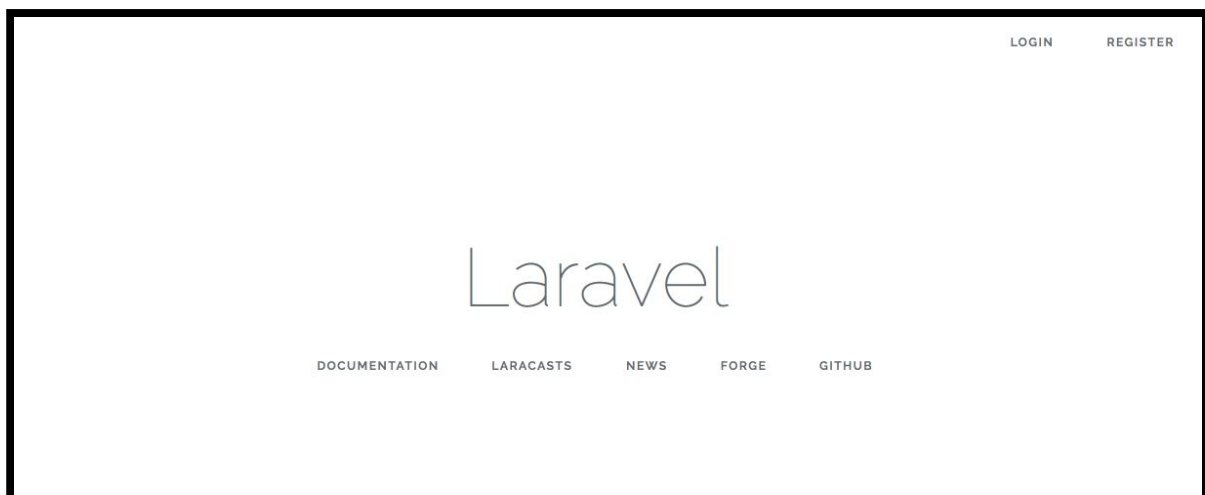 LOGIN REGISTER
Laravel
DOCUMENTATION LARACASTS NEWS FORGE GITHUB